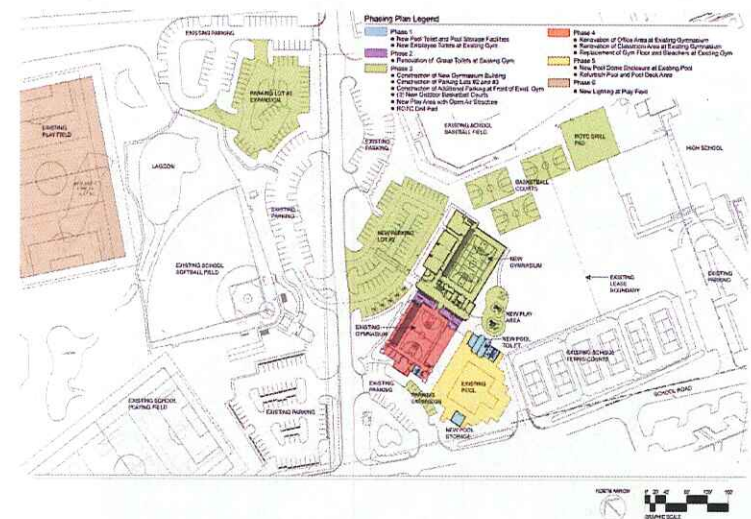 Phasing Plan Legend
Phase 1
New Pool Toilet and Pool Storage Facilities
New Employee Toilets at Existing Gym
Phase 2
Renovation of Group Toilets at Existing Gym
Phase 3
Construction of New Gymnasium Building
Construction of Parking Lots #2 and #3
Construction of Additional Parking at Front of Exist. Gym
New Outdoor Basketball Courts
New Play Area with Open Air Structure
ROTC Drill Pad
Phase 4
Renovation of Office Area at Existing Gymnasium
Renovation of Classroom Area at Existing Gymnasium
Replacement of Gym Floor and Bleachers at Existing Gym
Phase 5
New Pool Dome Enclosure at Existing Pool
Refurbish Pool and Pool Deck Area
Phase 6
New Lighting at Play Field
EXISTING PARKING
PARKING LOT #3
EXPANSION
EXISTING
PLAY FIELD
LAGOON
EXISTING
PARKING
EXISTING SCHOOL
BASEBALL FIELD
ROTC DRILL
PAD
HIGH SCHOOL
BASKETBALL
COURTS
EXISTING
PARKING
NEW PARKING
LOT #2
EXISTING SCHOOL
SOFTBALL FIELD
NEW
GYMNASIUM
EXISTING
LEASE
BOUNDARY
EXISTING
PARKING
NEW PLAY
AREA
EXISTING
GYMNASIUM
NEW POOL
TOILET
EXISTING SCHOOL
TENNIS COURTS
EXISTING
PARKING
EXISTING
POOL
PARKING
EXPANSION
SCHOOL ROAD
EXISTING SCHOOL
PLAYING FIELD
EXISTING PARKING
NEW POOL
STORAGE
NORTH ARROW
GRAPHIC SCALE